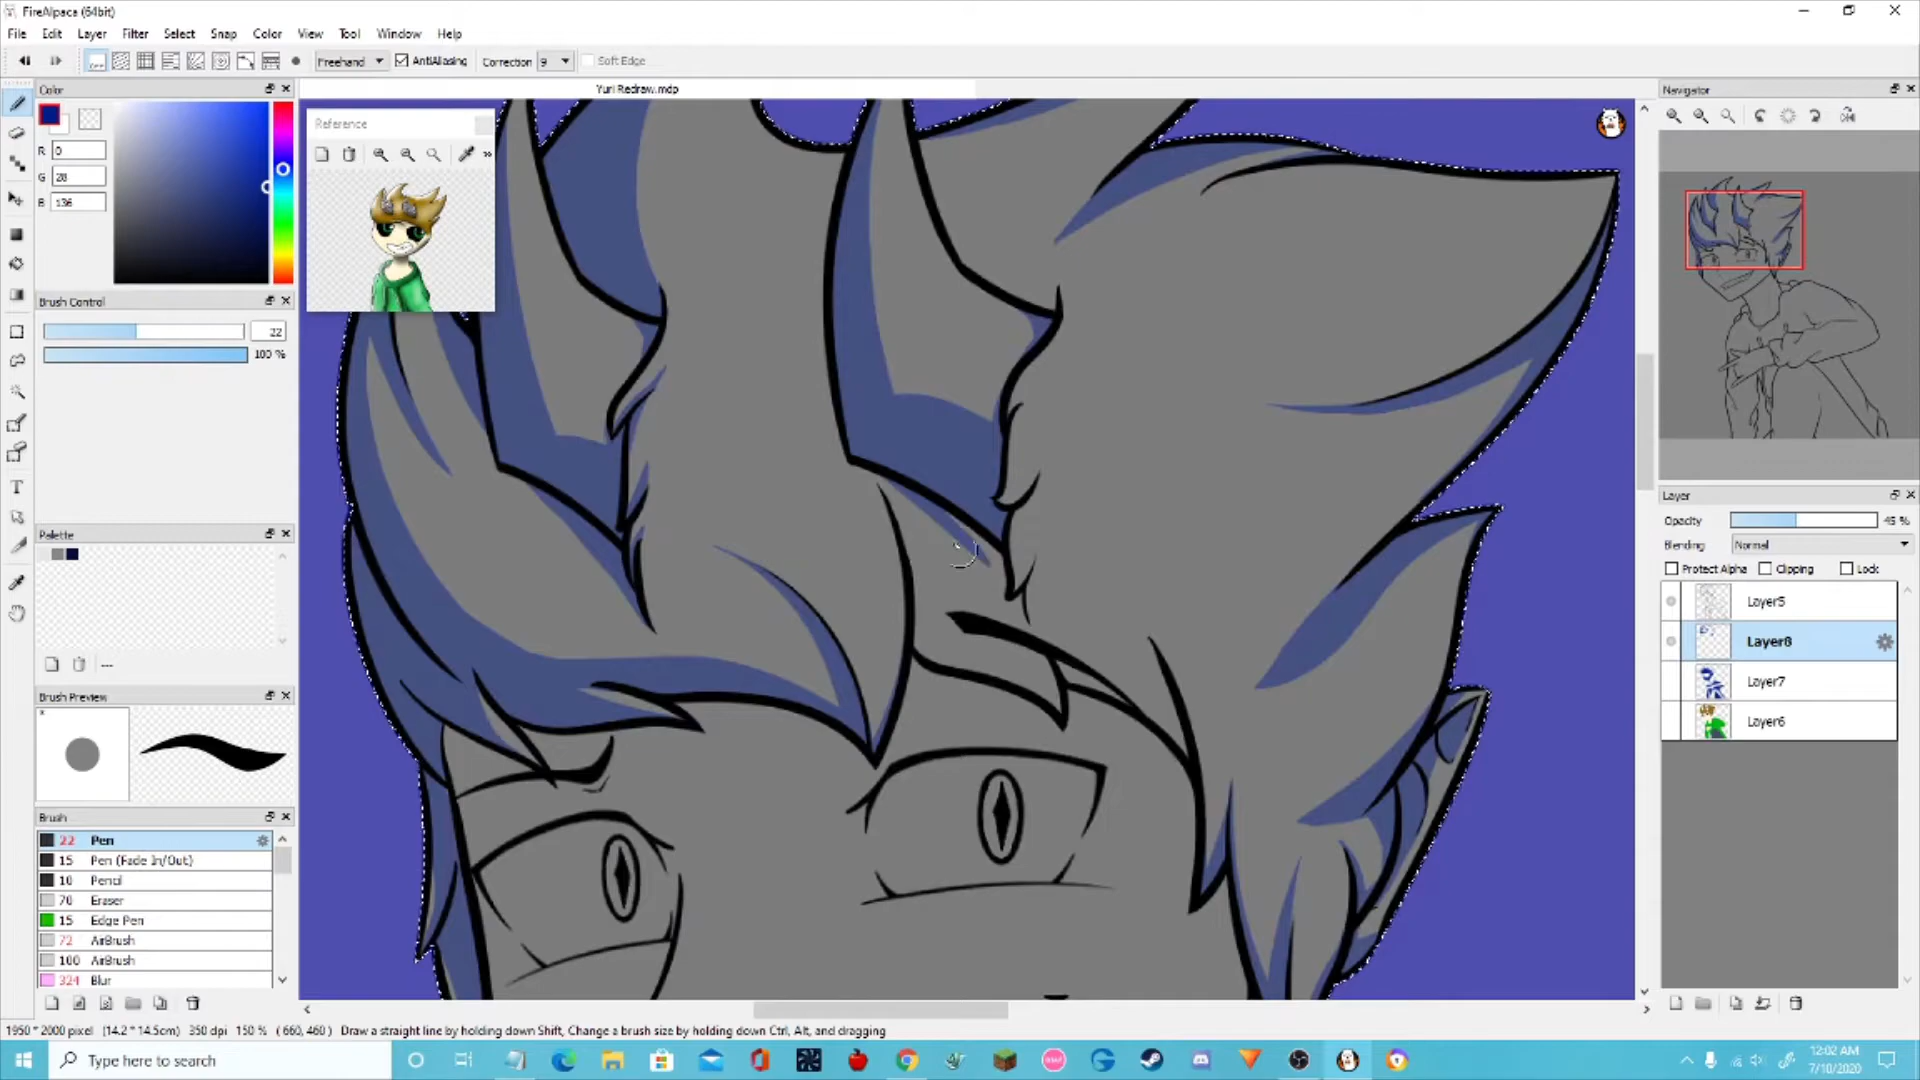 FireAlpaca (64bit)
File Edit Layer Filter Select Snap Color View Tool Window Help
Freehand AntiAliasing Correction 9 Soft Edge
Color
Yuri Redraw.mdp
Navigator
Reference
R 0
G 28
B 136
Brush Control
22
100 %
Palette
---
Brush Preview
Brush
22 Pen
15 Pen (Fade In/Out)
10 Pencil
70 Eraser
15 Edge Pen
72 AirBrush
100 AirBrush
324 Blur
Layer
Opacity 45 %
Blending Normal
Protect Alpha Clipping Lock
Layer5
Layer8
Layer7
Layer6
1950 * 2000 pixel (14.2 * 14.5cm) 350 dpi 150 % ( 660, 460 ) Draw a straight line by holding down Shift, Change a brush size by holding down Ctrl, Alt, and dragging
Type here to search
12:02 AM
7/10/2020